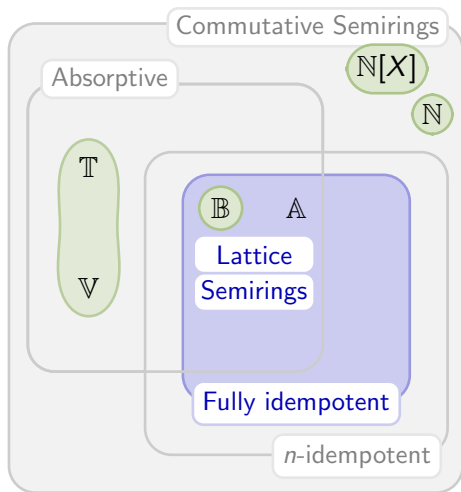 Commutative Semirings
ℕ[X]
Absorptive
ℕ
𝕋
𝔹 𝔸
Lattice
Semirings
𝕍
Fully idempotent
n-idempotent